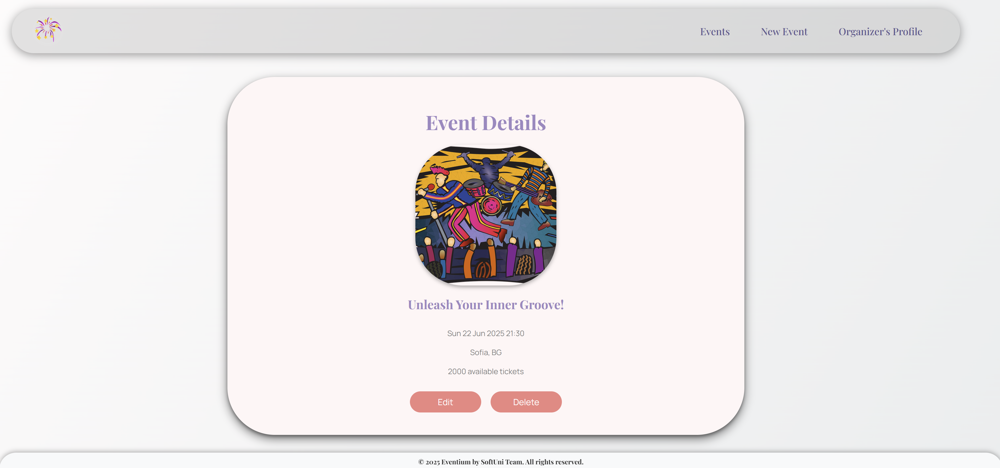 Events New Event Organizer's Profile
Event Details
Unleash Your Inner Groove!
Sun 22 Jun 2025 21:30
Sofia, BG
2000 available tickets
Edit Delete
© 2025 Eventium by SoftUni Team. All rights reserved.